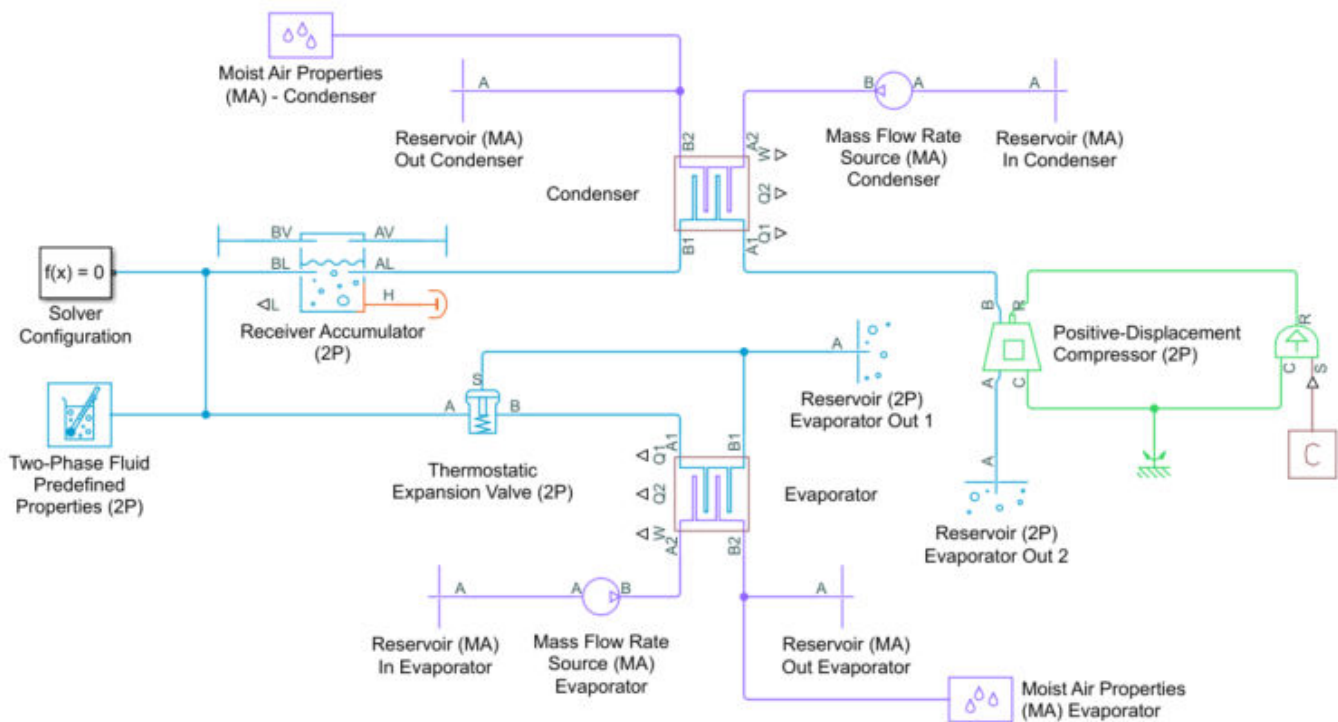 Moist Air Properties
(MA) - Condenser
A
Reservoir (MA)
Out Condenser
B
A
Mass Flow Rate
Source (MA)
Condenser
Reservoir (MA)
In Condenser
B2
A2
W
Q2
Q1
Condenser
B1
A1
BV
AV
BL
AL
L
H
f(x) = 0
Solver
Configuration
Receiver Accumulator
(2P)
B
R
A
C
Positive-Displacement
Compressor (2P)
R
C
S
C
A
Reservoir (2P)
Evaporator Out 1
A
Reservoir (2P)
Evaporator Out 2
S
A
B
Thermostatic
Expansion Valve (2P)
Two-Phase Fluid
Predefined
Properties (2P)
A1
B1
Q1
Q2
W
Evaporator
A2
B2
A
Reservoir (MA)
In Evaporator
A
B
Mass Flow Rate
Source (MA)
Evaporator
A
Reservoir (MA)
Out Evaporator
Moist Air Properties
(MA) Evaporator